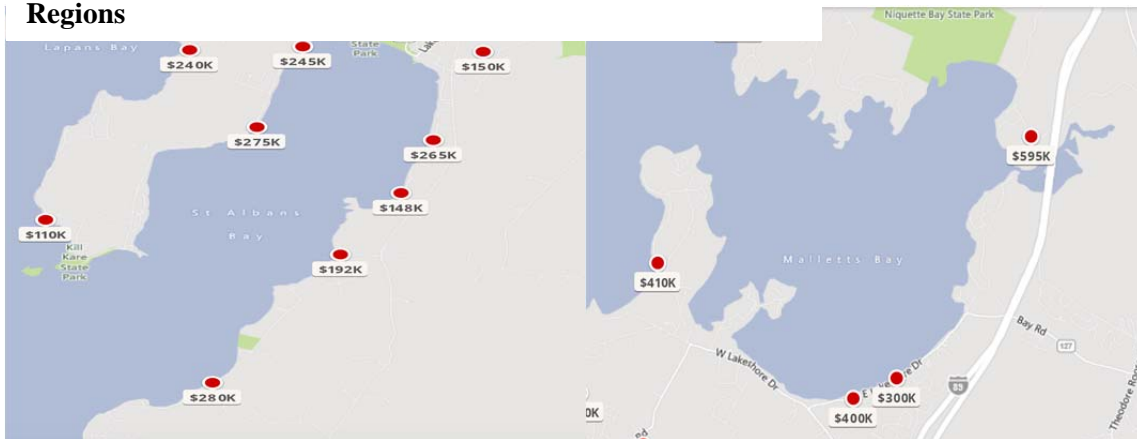 Regions
Lapans Bay
$240K
$245K
State
Park
$150K
$275K
$265K
$148K
St Albans
Bay
$110K
Kill
Kare
State
Park
$192K
$280K
Niquette Bay State Park
$595K
$410K
Malletts Bay
W Lakeshore Dr
Bay Rd
127
89
$300K
$400K